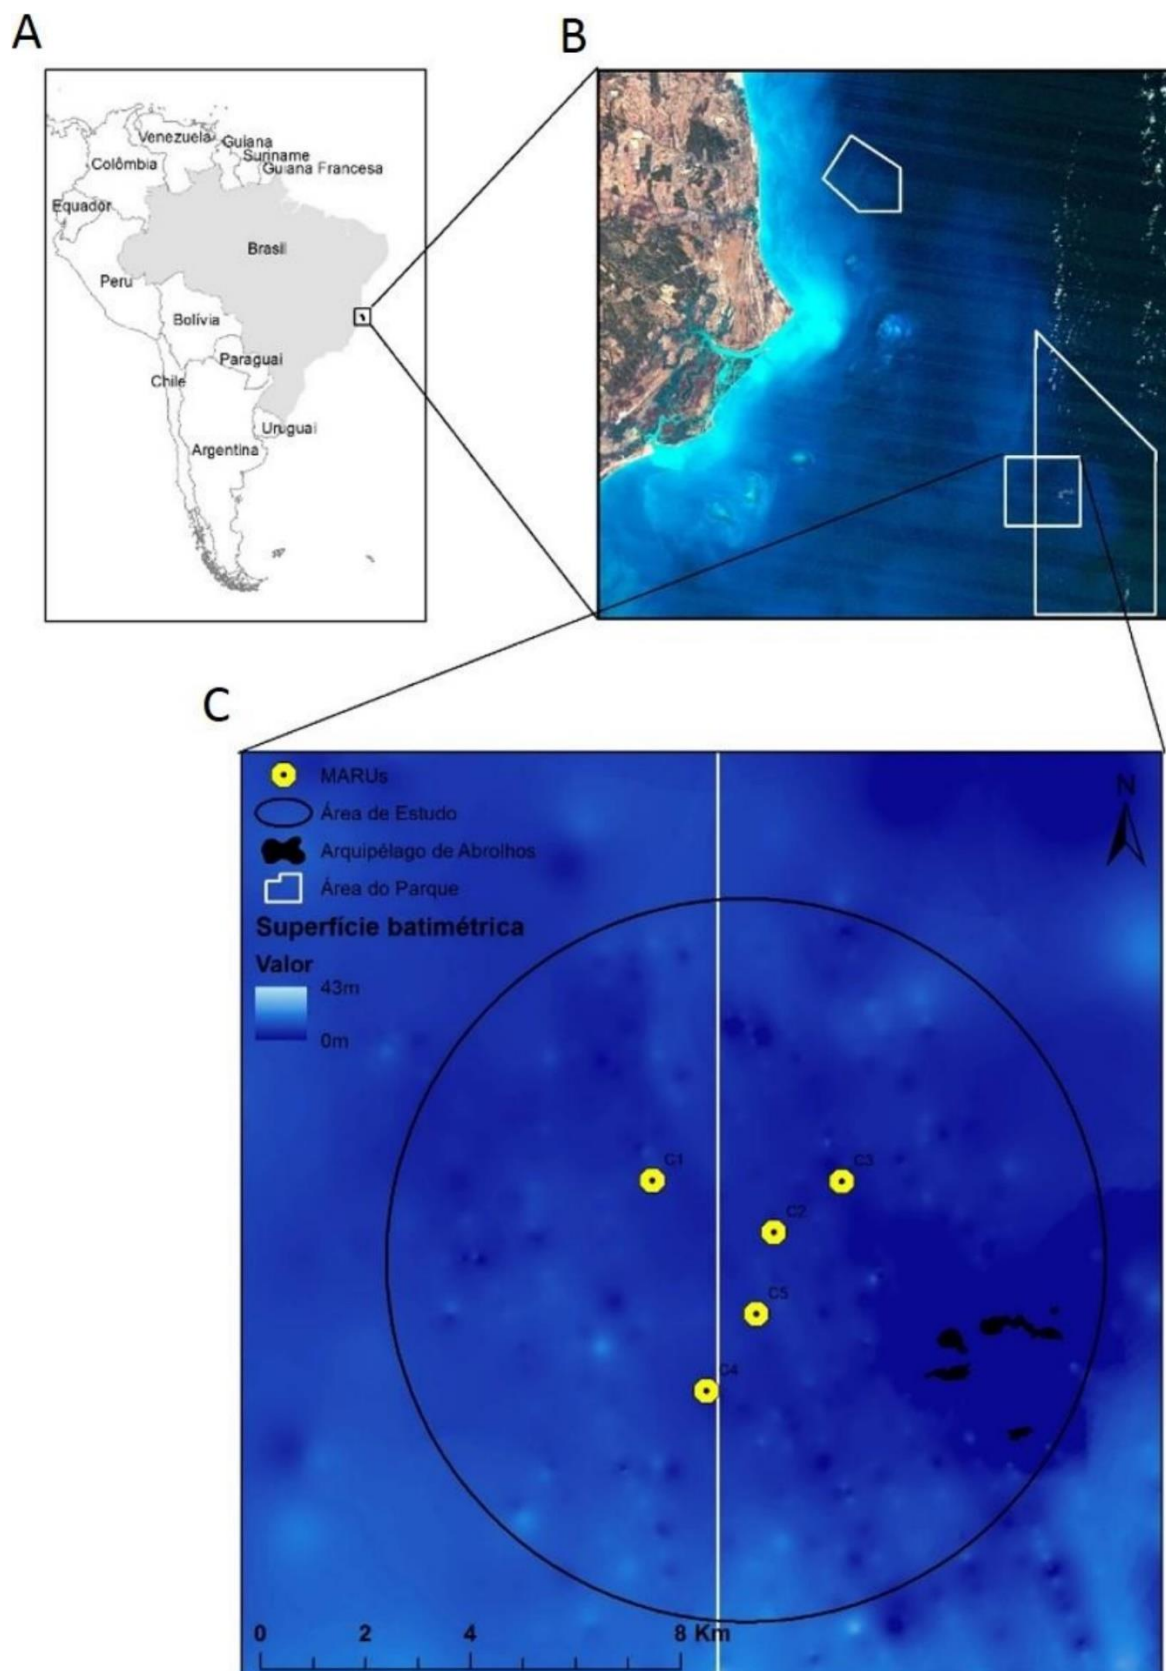 A
B
Venezuela
Guiana
Suriname
Guiana Francesa
Colômbia
Equador
Brasil
Peru
Bolívia
Paraguai
Chile
Uruguai
Argentina
C
MARUs
Área de Estudo
Arquipélago de Abrolhos
Área do Parque
Superfície batimétrica
Valor
43m
0m
N
C1
C3
C2
C5
C4
0 2 4 8 Km